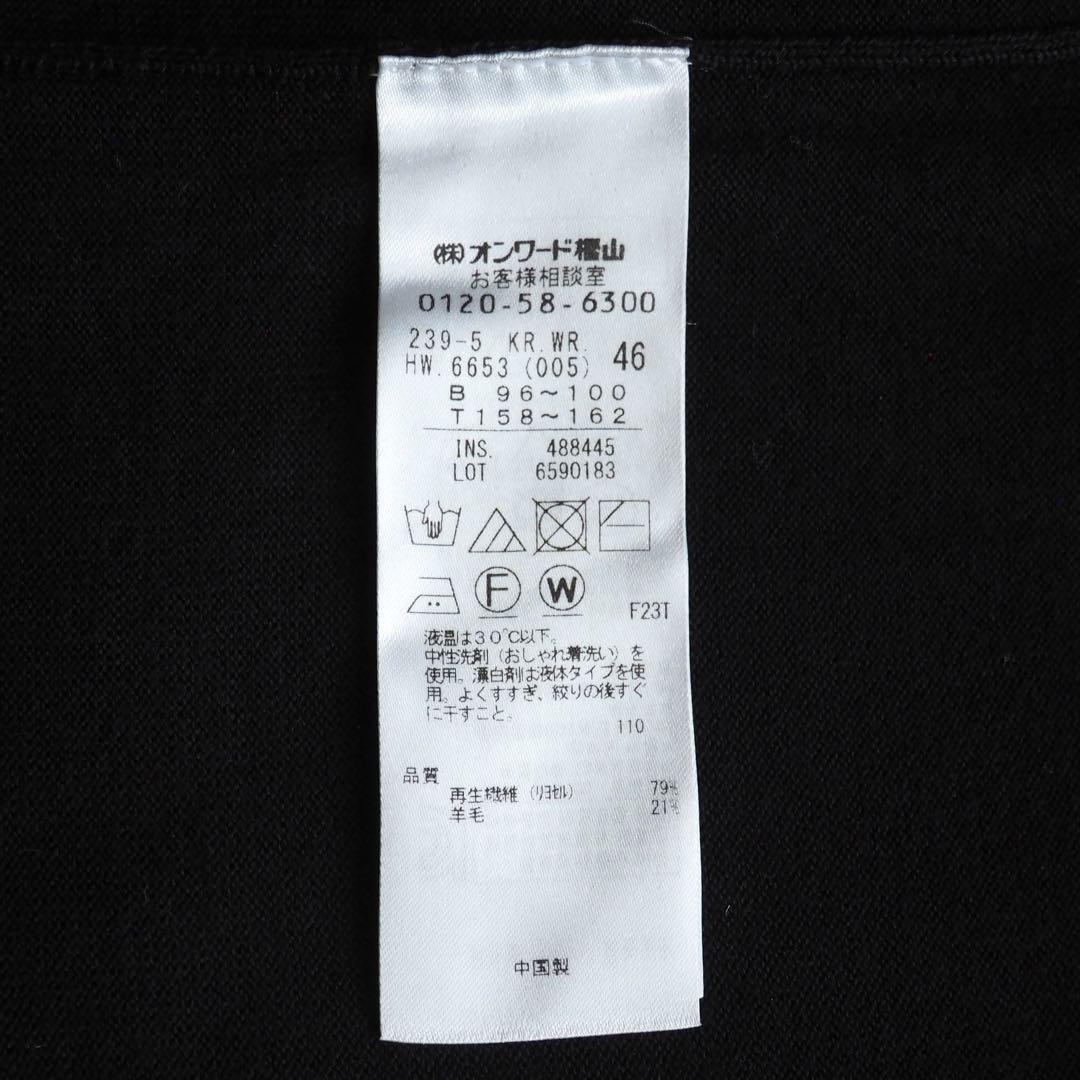 (株)オンワード樫山
お客様相談室
0120-58-6300
239-5 KR.WR.
HW.6653(005) 46
B 96~100
T158~162
INS. 488445
LOT 6590183
F W
F23T
液温は30℃以下。
中性洗剤(おしゃれ着洗い)を
使用。漂白剤は液体タイプを使
用。よくすすぎ、絞りの後すぐ
に干すこと。
110
品質
再生繊維(リヨセル) 79%
羊毛 21%
中国製